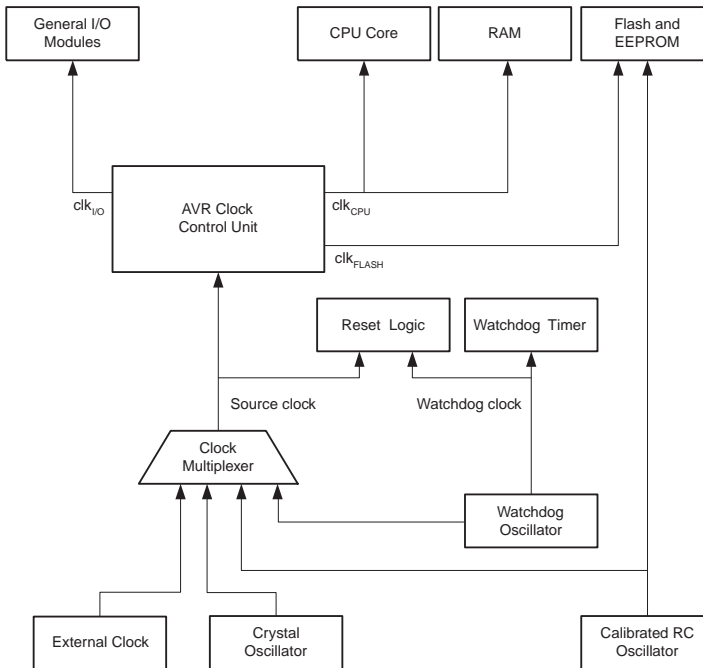 General I/O
Modules
CPU Core
RAM
Flash and
EEPROM
clkI/O
AVR Clock
Control Unit
clkCPU
clkFLASH
Reset Logic
Watchdog Timer
Source clock
Watchdog clock
Clock
Multiplexer
Watchdog
Oscillator
External Clock
Crystal
Oscillator
Calibrated RC
Oscillator